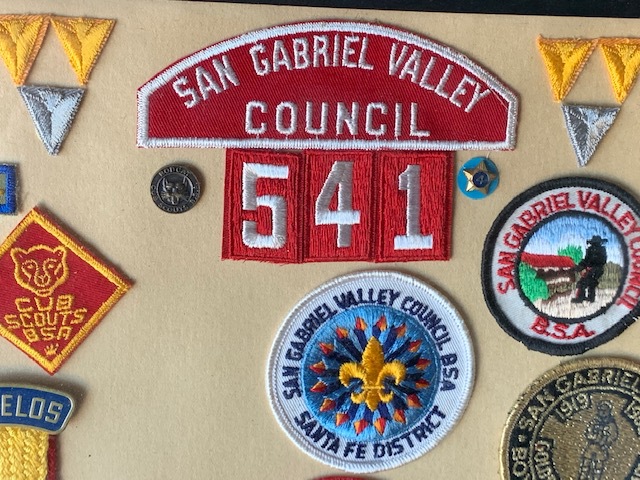 SAN GABRIEL VALLEY
COUNCIL
541
CUB
SCOUTS
BSA
SAN GABRIEL VALLEY COUNCIL
B.S.A.
SAN GABRIEL VALLEY COUNCIL BSA
SANTA FE DISTRICT
ELOS
SAN GABRIEL
1919